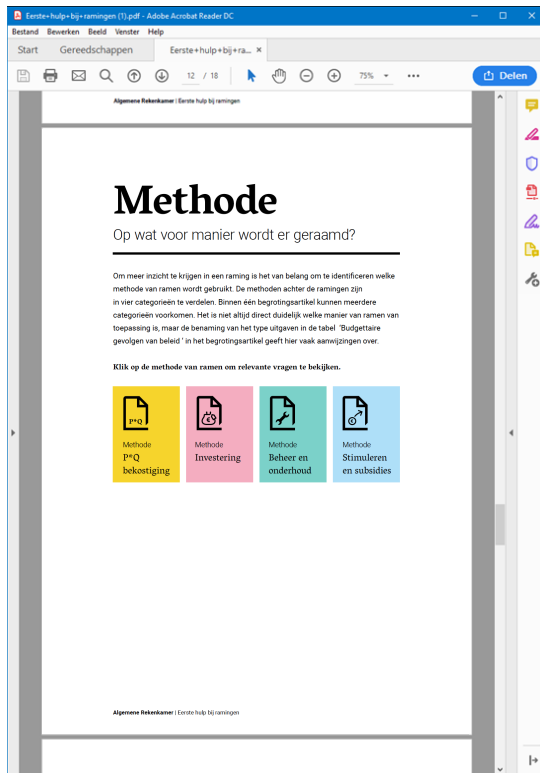 Eerste+hulp+bij+ramingen (1).pdf - Adobe Acrobat Reader DC
Bestand Bewerken Beeld Venster Help
Start Gereedschappen Eerste+hulp+bij+ra... ×
12 / 18 75% Delen
Algemene Rekenkamer | Eerste hulp bij ramingen
Methode
Op wat voor manier wordt er geraamd?
Om meer inzicht te krijgen in een raming is het van belang om te identificeren welke
methode van ramen wordt gebruikt. De methoden achter de ramingen zijn
in vier categorieën te verdelen. Binnen één begrotingsartikel kunnen meerdere
categorieën voorkomen. Het is niet altijd direct duidelijk welke manier van ramen van
toepassing is, maar de benaming van het type uitgaven in de tabel 'Budgettaire
gevolgen van beleid ' in het begrotingsartikel geeft hier vaak aanwijzingen over.
Klik op de methode van ramen om relevante vragen te bekijken.
P*Q
Methode
P*Q
bekostiging
€
Methode
Investering
Methode
Beheer en
onderhoud
€
Methode
Stimuleren
en subsidies
Algemene Rekenkamer | Eerste hulp bij ramingen